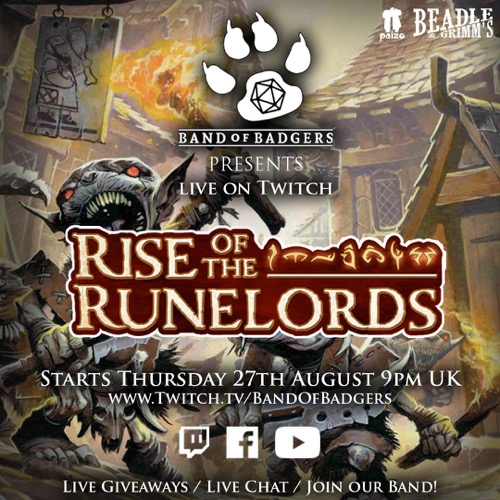 paizo
BEADLE
& GRIMM'S
BAND OF BADGERS
PRESENTS
LIVE ON TWITCH
RISE OF THE
RUNELORDS
STARTS THURSDAY 27TH AUGUST 9PM UK
WWW.TWITCH.TV/BANDOFBADGERS
LIVE GIVEAWAYS / LIVE CHAT / JOIN OUR BAND!